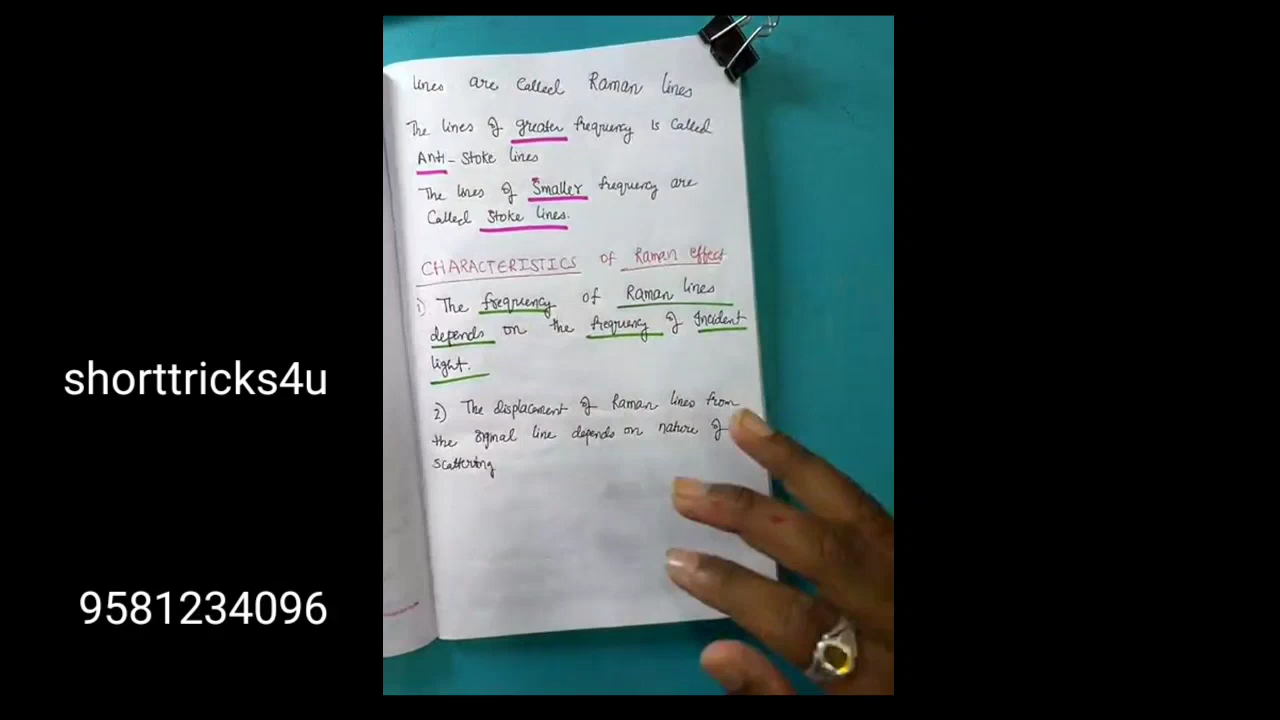 lines are called Raman lines
The lines of greater frequency is called
Anti-Stoke lines
The lines of Smaller frequency are
called Stoke lines.
CHARACTERISTICS of Raman effect
1) The frequency of Raman lines
depends on the frequency of Incident
light.
2) The displacement of Raman lines from
the orginal line depends on nature of
scattering
shorttricks4u
9581234096